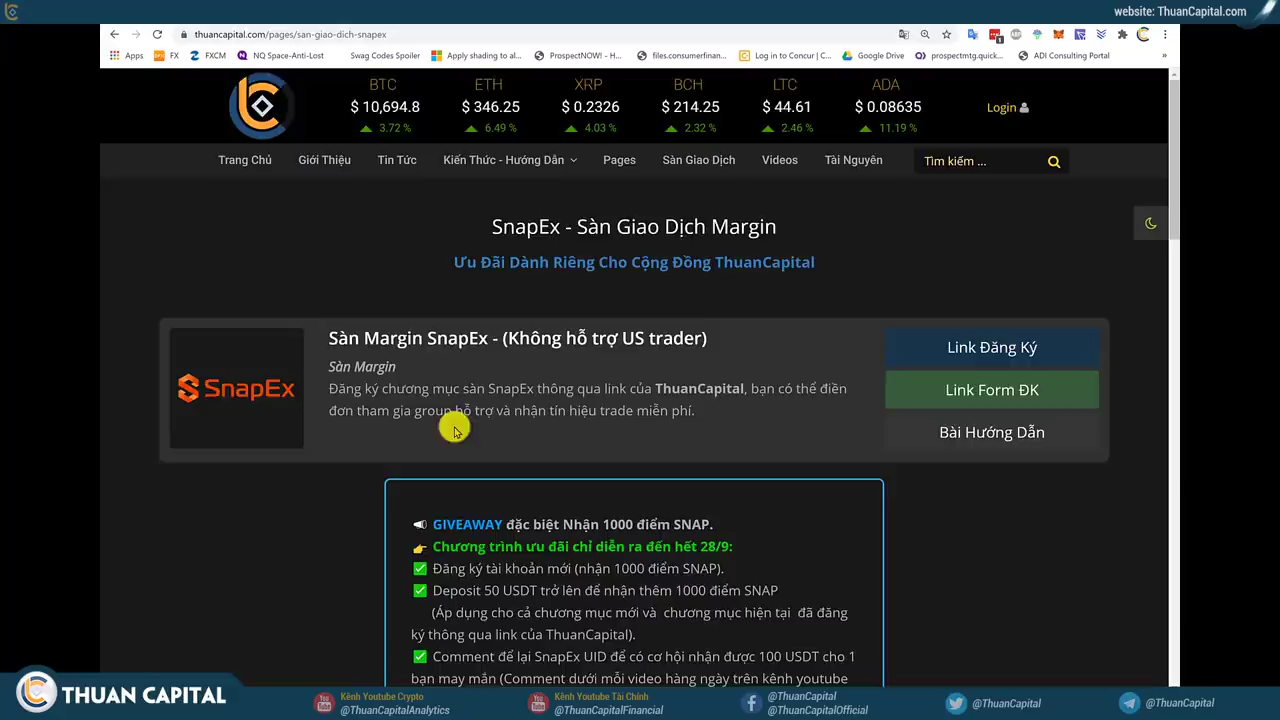 website: ThuanCapital.com
thuancapital.com/pages/san-giao-dich-snapex
Apps
FX
FXCM
NQ Space-Anti-Lost
Swag Codes Spoiler
Apply shading to al...
ProspectNOW! – H...
files.consumerfinan...
Log in to Concur | C...
Google Drive
prospectmtg.quick...
ADI Consulting Portal
»
BTC
$ 10,694.8
3.72 %
ETH
$ 346.25
6.49 %
XRP
$ 0.2326
4.03 %
BCH
$ 214.25
2.32 %
LTC
$ 44.61
2.46 %
ADA
$ 0.08635
11.19 %
Login
Trang Chủ
Giới Thiệu
Tin Tức
Kiến Thức - Hướng Dẫn
Pages
Sàn Giao Dịch
Videos
Tài Nguyên
Tìm kiếm ...
SnapEx - Sàn Giao Dịch Margin
Ưu Đãi Dành Riêng Cho Cộng Đồng ThuanCapital
SnapEx
Sàn Margin SnapEx - (Không hỗ trợ US trader)
Sàn Margin
Đăng ký chương mục sàn SnapEx thông qua link của ThuanCapital, bạn có thể điền
đơn tham gia group hỗ trợ và nhận tín hiệu trade miễn phí.
Link Đăng Ký
Link Form ĐK
Bài Hướng Dẫn
GIVEAWAY đặc biệt Nhận 1000 điểm SNAP.
Chương trình ưu đãi chỉ diễn ra đến hết 28/9:
Đăng ký tài khoản mới (nhận 1000 điểm SNAP).
Deposit 50 USDT trở lên để nhận thêm 1000 điểm SNAP
(Áp dụng cho cả chương mục mới và chương mục hiện tại đã đăng
ký thông qua link của ThuanCapital).
Comment để lại SnapEx UID để có cơ hội nhận được 100 USDT cho 1
bạn may mắn (Comment dưới mỗi video hàng ngày trên kênh youtube
THUAN CAPITAL
Kênh Youtube Crypto
@ThuanCapitalAnalytics
Kênh Youtube Tài Chính
@ThuanCapitalFinancial
@ThuanCapital
@ThuanCapitalOfficial
@ThuanCapital
@ThuanCapital